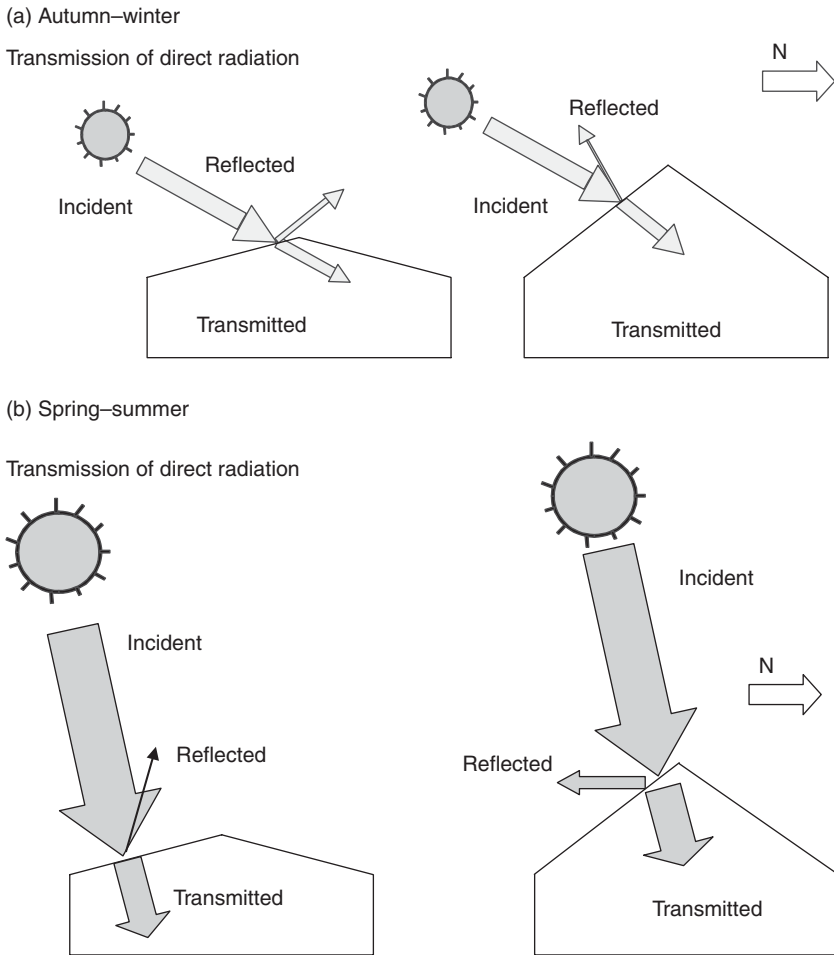 (a) Autumn–winter
Transmission of direct radiation
N
Reflected
Reflected
Incident
Incident
Transmitted
Transmitted
(b) Spring–summer
Transmission of direct radiation
Incident
Incident
N
Reflected
Reflected
Transmitted
Transmitted